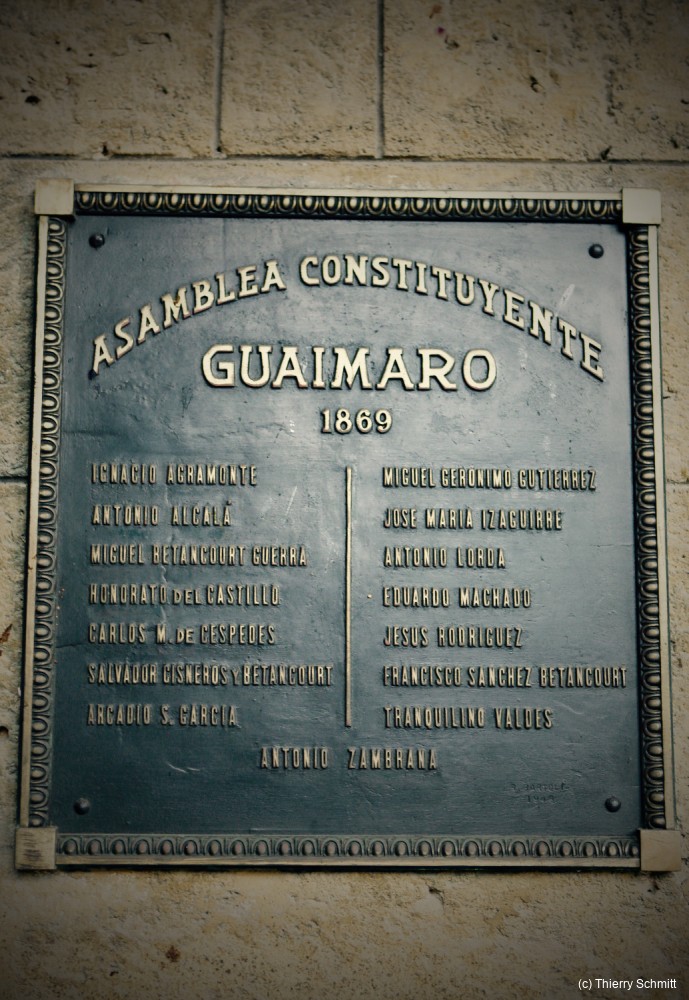 ASAMBLEA CONSTITUYENTE
GUAIMARO
1869
IGNACIO AGRAMONTE
ANTONIO ALCALÁ
MIGUEL BETANCOURT GUERRA
HONORATO DEL CASTILLO
CARLOS M. DE CESPEDES
SALVADOR CISNEROS Y BETANCOURT
ARCADIO S. GARCIA
MIGUEL GERÓNIMO GUTIERREZ
JOSE MARIA IZAGUIRRE
ANTONIO LORDA
EDUARDO MACHADO
JESUS RODRIGUEZ
FRANCISCO SANCHEZ BETANCOURT
TRANQUILINO VALDES
ANTONIO ZAMBRANA
(c) Thierry Schmitt